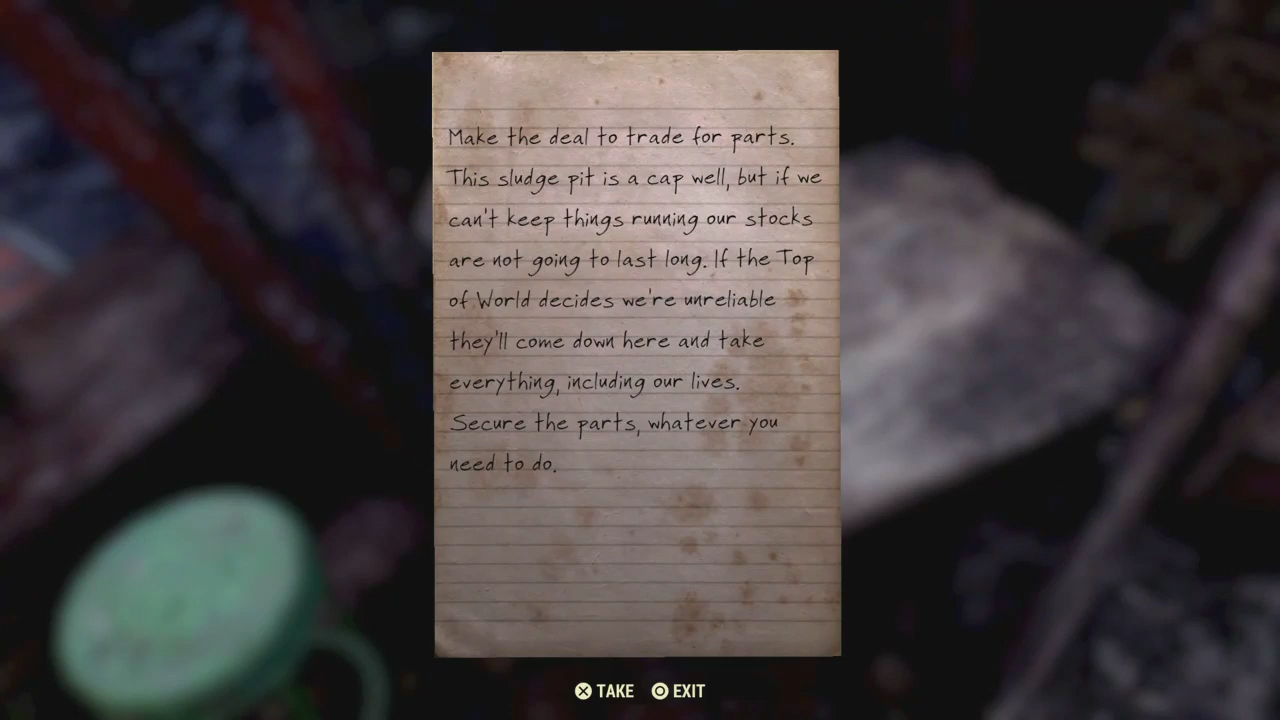 Make the deal to trade for parts.
This sludge pit is a cap well, but if we
can't keep things running our stocks
are not going to last long. If the Top
of World decides we're unreliable
they'll come down here and take
everything, including our lives.
Secure the parts, whatever you
need to do.
TAKE EXIT